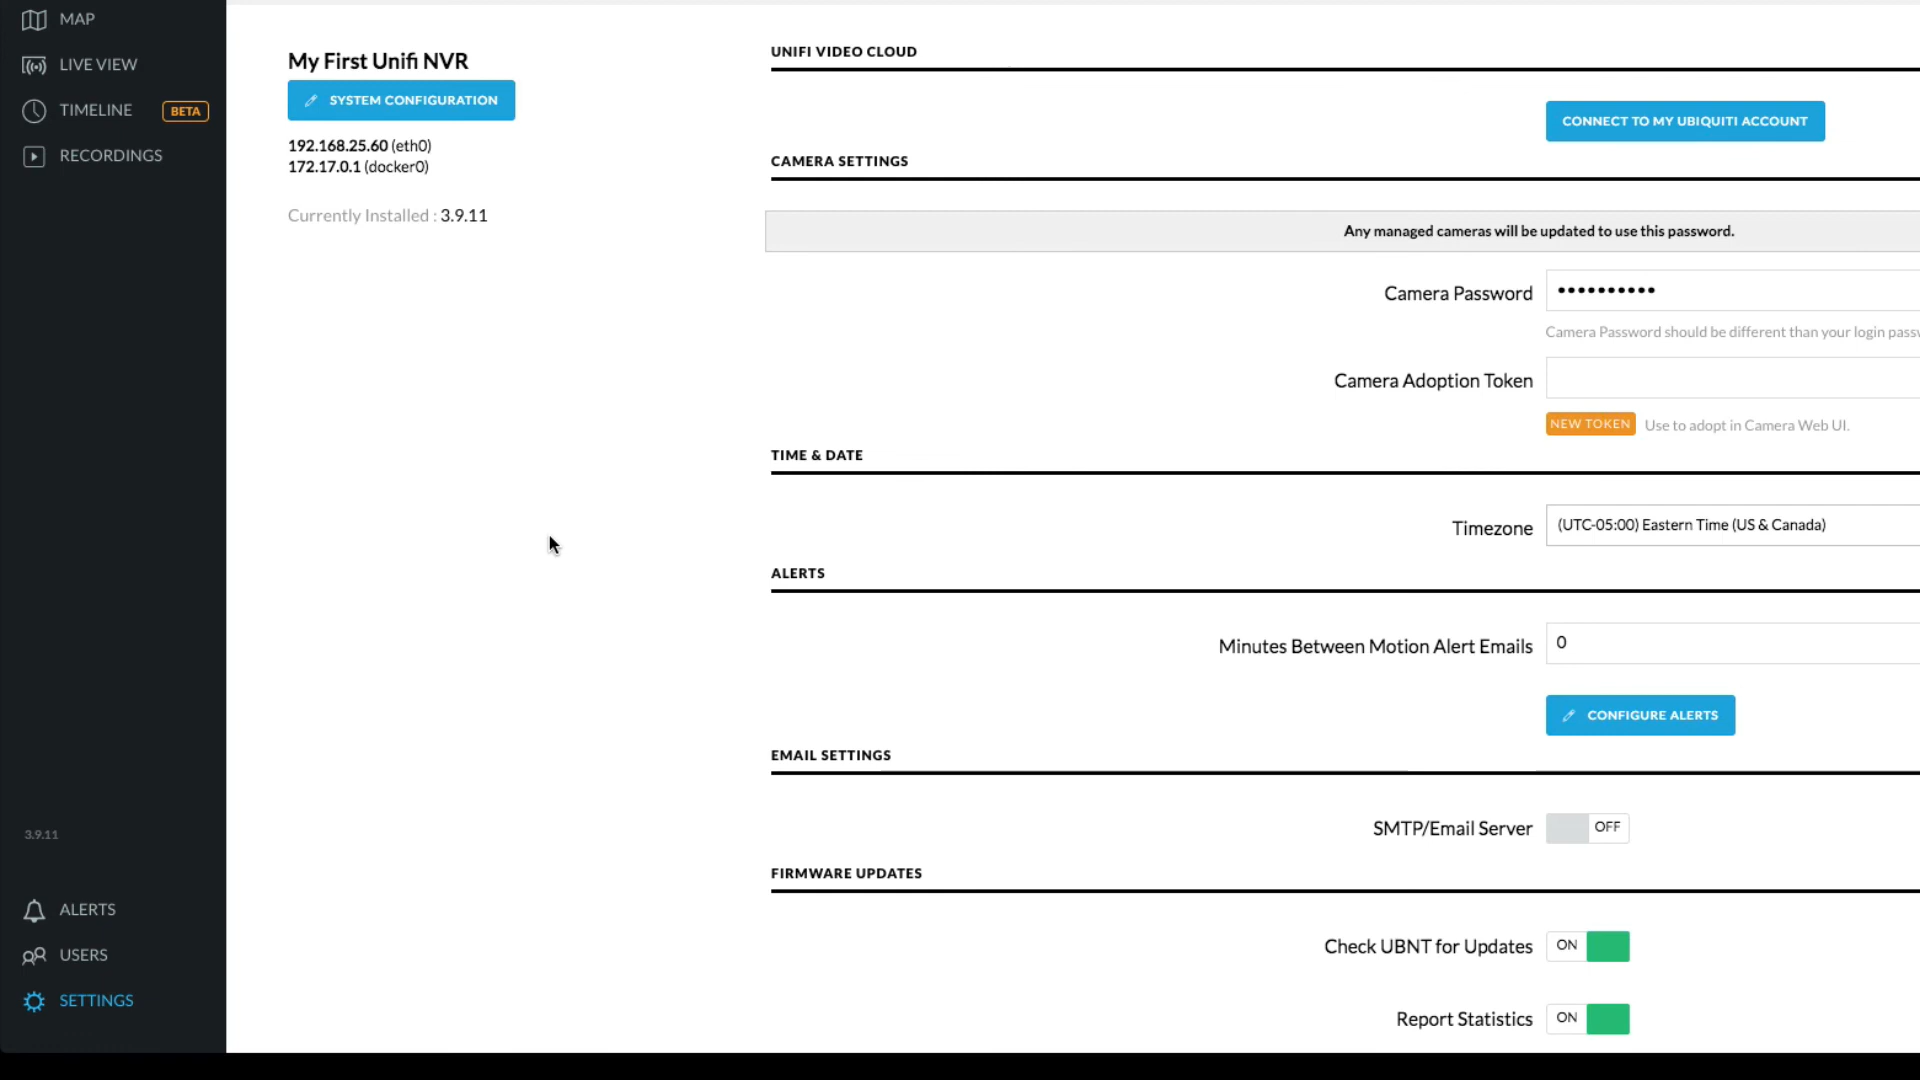 MAP
LIVE VIEW
TIMELINE BETA
RECORDINGS
3.9.11
ALERTS
USERS
SETTINGS
My First Unifi NVR
SYSTEM CONFIGURATION
192.168.25.60 (eth0)
172.17.0.1 (docker0)
Currently Installed : 3.9.11
UNIFI VIDEO CLOUD
CONNECT TO MY UBIQUITI ACCOUNT
CAMERA SETTINGS
Any managed cameras will be updated to use this password.
Camera Password ••••••••••
Camera Password should be different than your login passw
Camera Adoption Token
NEW TOKEN Use to adopt in Camera Web UI.
TIME & DATE
Timezone (UTC-05:00) Eastern Time (US & Canada)
ALERTS
Minutes Between Motion Alert Emails 0
CONFIGURE ALERTS
EMAIL SETTINGS
SMTP/Email Server OFF
FIRMWARE UPDATES
Check UBNT for Updates ON
Report Statistics ON